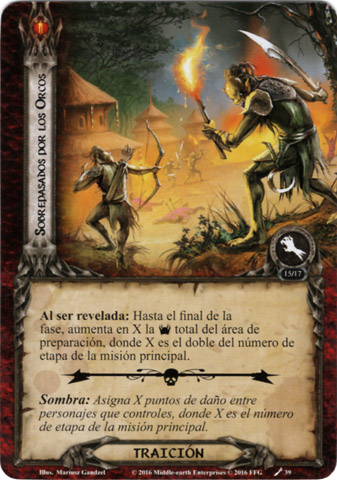 SOBREPASADOS POR LOS ORCOS
15/17
Al ser revelada: Hasta el final de la
fase, aumenta en X la total del área de
preparación, donde X es el doble del número de
etapa de la misión principal.
Sombra: Asigna X puntos de daño entre
personajes que controles, donde X es el número
de etapa de la misión principal.
TRAICIÓN
Illus. Mariusz Gandzel
© 2016 Middle-earth Enterprises © 2016 FFG
39